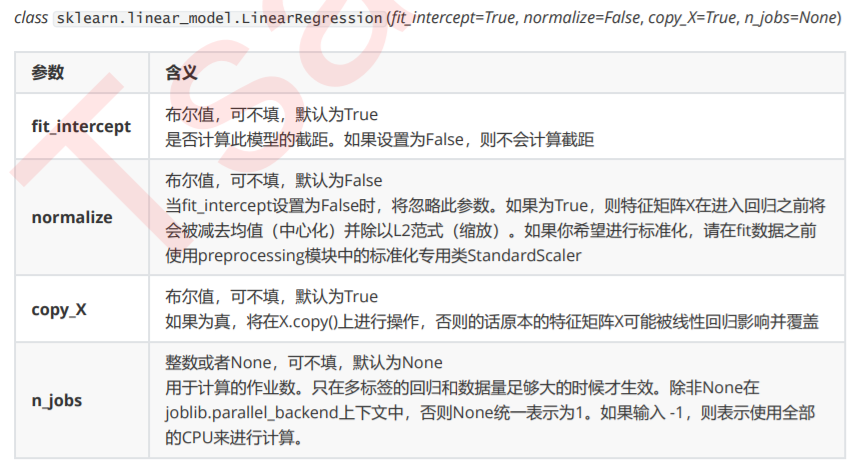 class sklearn.linear_model.LinearRegression (fit_intercept=True, normalize=False, copy_X=True, n_jobs=None)
参数 含义
fit_intercept
布尔值，可不填，默认为True
是否计算此模型的截距。如果设置为False，则不会计算截距
normalize
布尔值，可不填，默认为False
当fit_intercept设置为False时，将忽略此参数。如果为True，则特征矩阵X在进入回归之前将
会被减去均值（中心化）并除以L2范式（缩放）。如果你希望进行标准化，请在fit数据之前
使用preprocessing模块中的标准化专用类StandardScaler
copy_X
布尔值，可不填，默认为True
如果为真，将在X.copy()上进行操作，否则的话原本的特征矩阵X可能被线性回归影响并覆盖
n_jobs
整数或者None，可不填，默认为None
用于计算的作业数。只在多标签的回归和数据量足够大的时候才生效。除非None在
joblib.parallel_backend上下文中，否则None统一表示为1。如果输入 -1，则表示使用全部
的CPU来进行计算。
Tsa